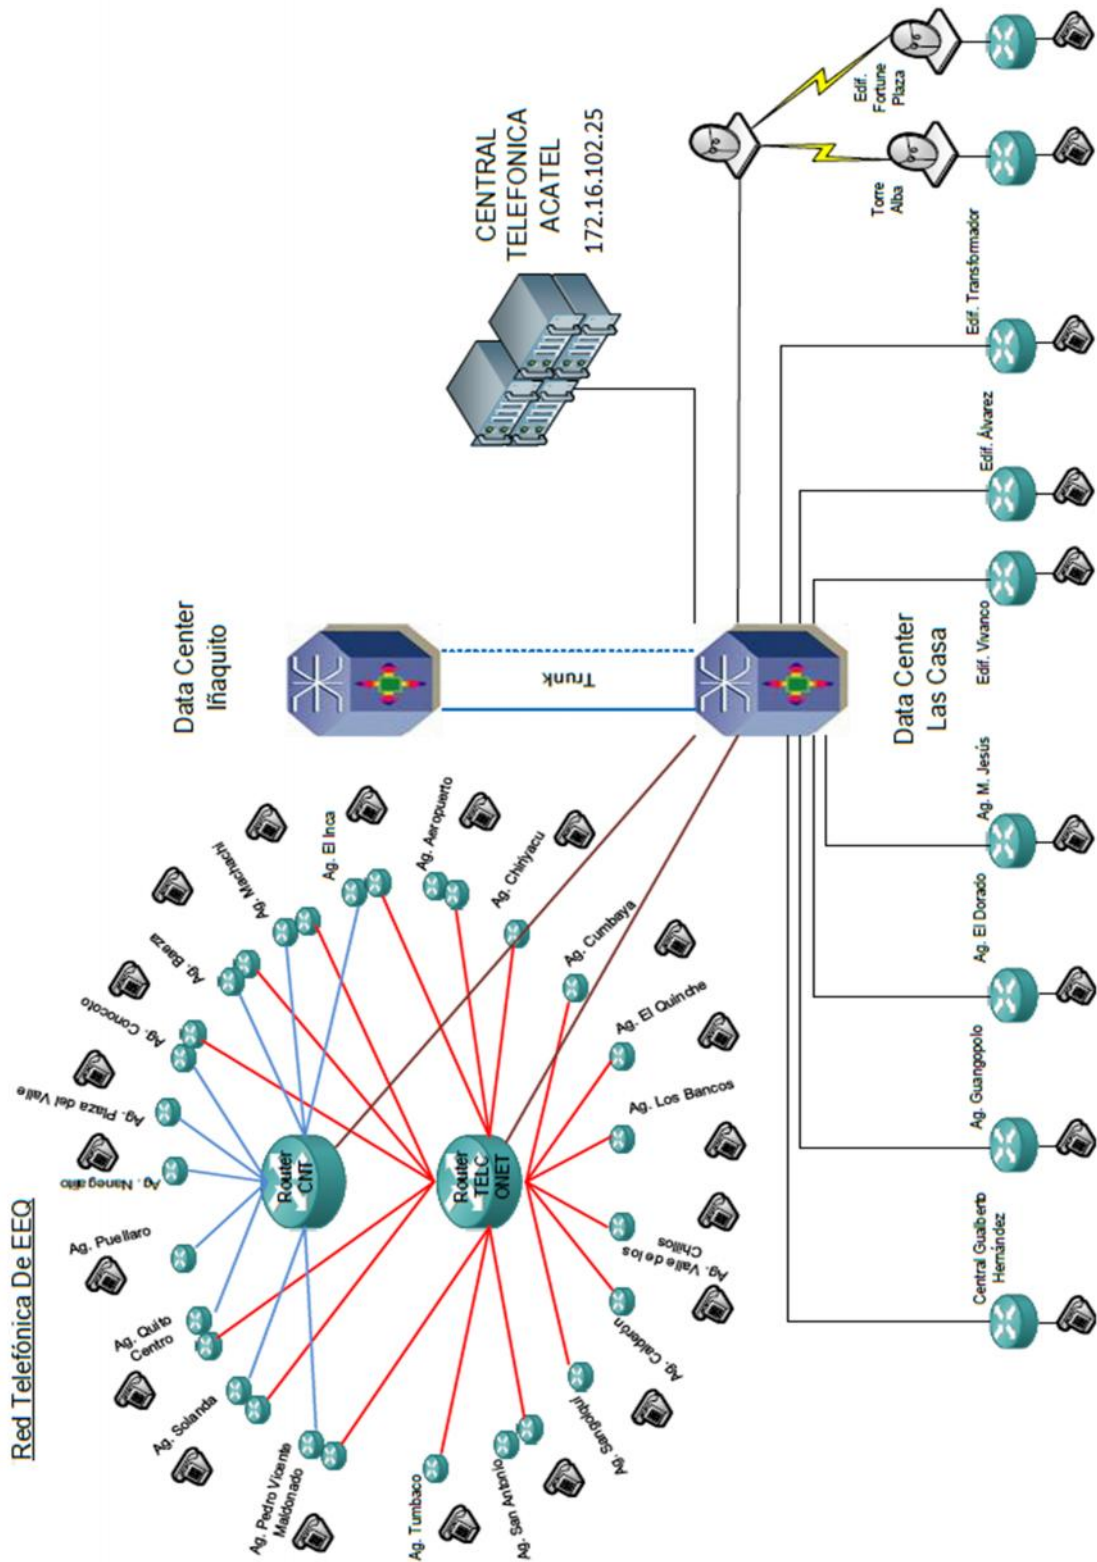 Red Telefónica De EEQ
Data Center
Iñaquito
CENTRAL
TELEFONICA
ACATEL
172.16.102.25
Ag. Pedro Vicente
Maldonado
Ag. Solanda
Ag. Quito
Centro
Ag. Puellaro
Ag. Nanegalito
Ag. Plaza del Valle
Ag. Conocoto
Ag. Baeza
Ag. Machachi
Ag. El Inca
Ag. Aeropuerto
Ag. Chiriyacu
Ag. Cumbaya
Ag. El Quinche
Ag. Los Bancos
Ag. Valle de los
Chillos
Ag. Calderón
Ag. Sangolquí
Ag. San Antonio
Ag. Tumbaco
Router
CNT
Router
TELC
ONET
Trunk
Data Center
Las Casa
Edif.
Fortune
Plaza
Torre
Alba
Central Gualberto
Hernández
Ag. Guangopolo
Ag. El Dorado
Ag. M. Jesús
Edif. Vivanco
Edif. Álvarez
Edif. Transformador